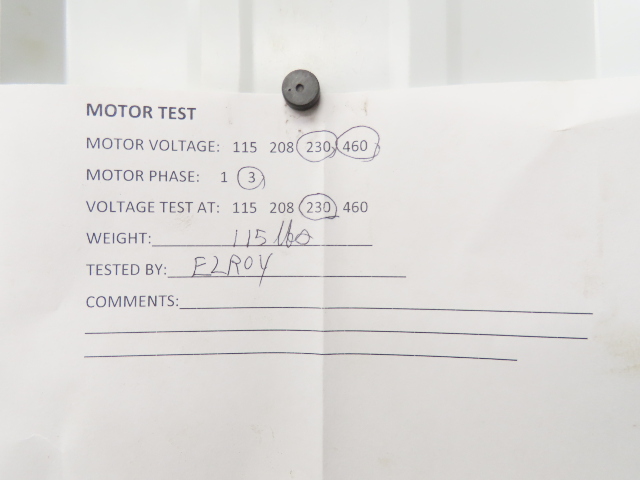 MOTOR TEST
MOTOR VOLTAGE: 115 208 230 460
MOTOR PHASE: 1 3
VOLTAGE TEST AT: 115 208 230 460
WEIGHT: 115 lbs
TESTED BY: ELROY
COMMENTS: